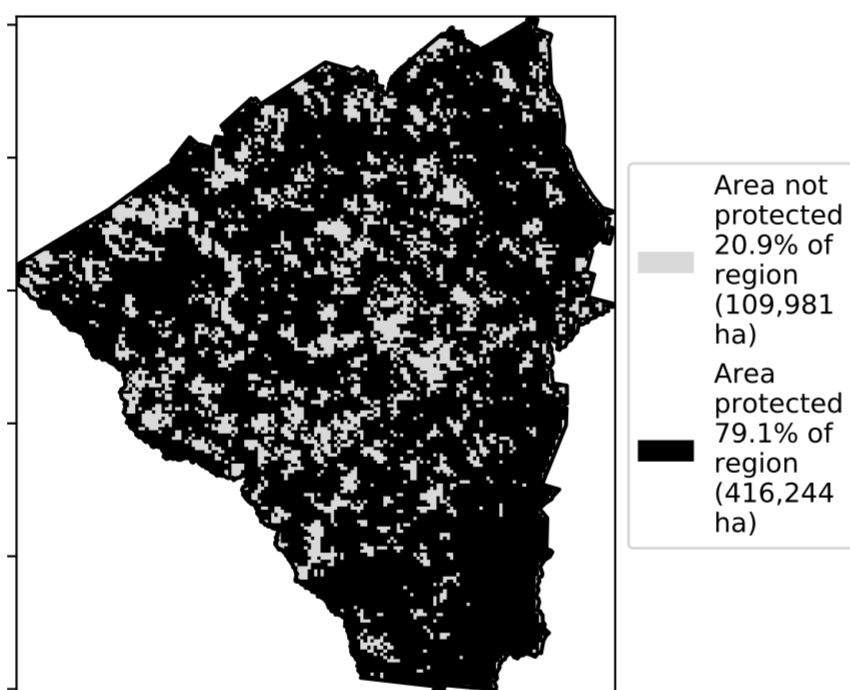 Area not
protected
20.9% of
region
(109,981
ha)
Area
protected
79.1% of
region
(416,244
ha)